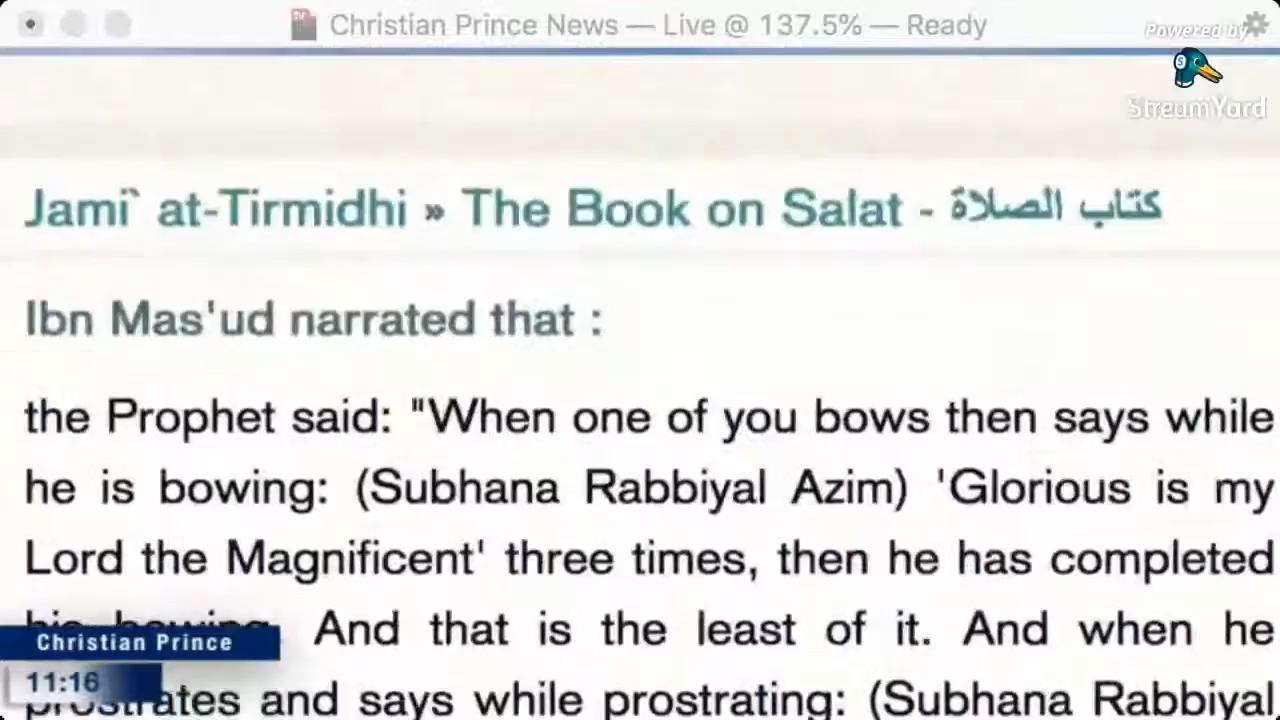 Christian Prince News — Live @ 137.5% — Ready
Powered by
StreamYard
Jami` at-Tirmidhi » The Book on Salat - كتاب الصلاة
Ibn Mas'ud narrated that :
the Prophet said: "When one of you bows then says while
he is bowing: (Subhana Rabbiyal Azim) 'Glorious is my
Lord the Magnificent' three times, then he has completed
his bowing. And that is the least of it. And when he
Christian Prince
11:16
prostrates and says while prostrating: (Subhana Rabbiyal